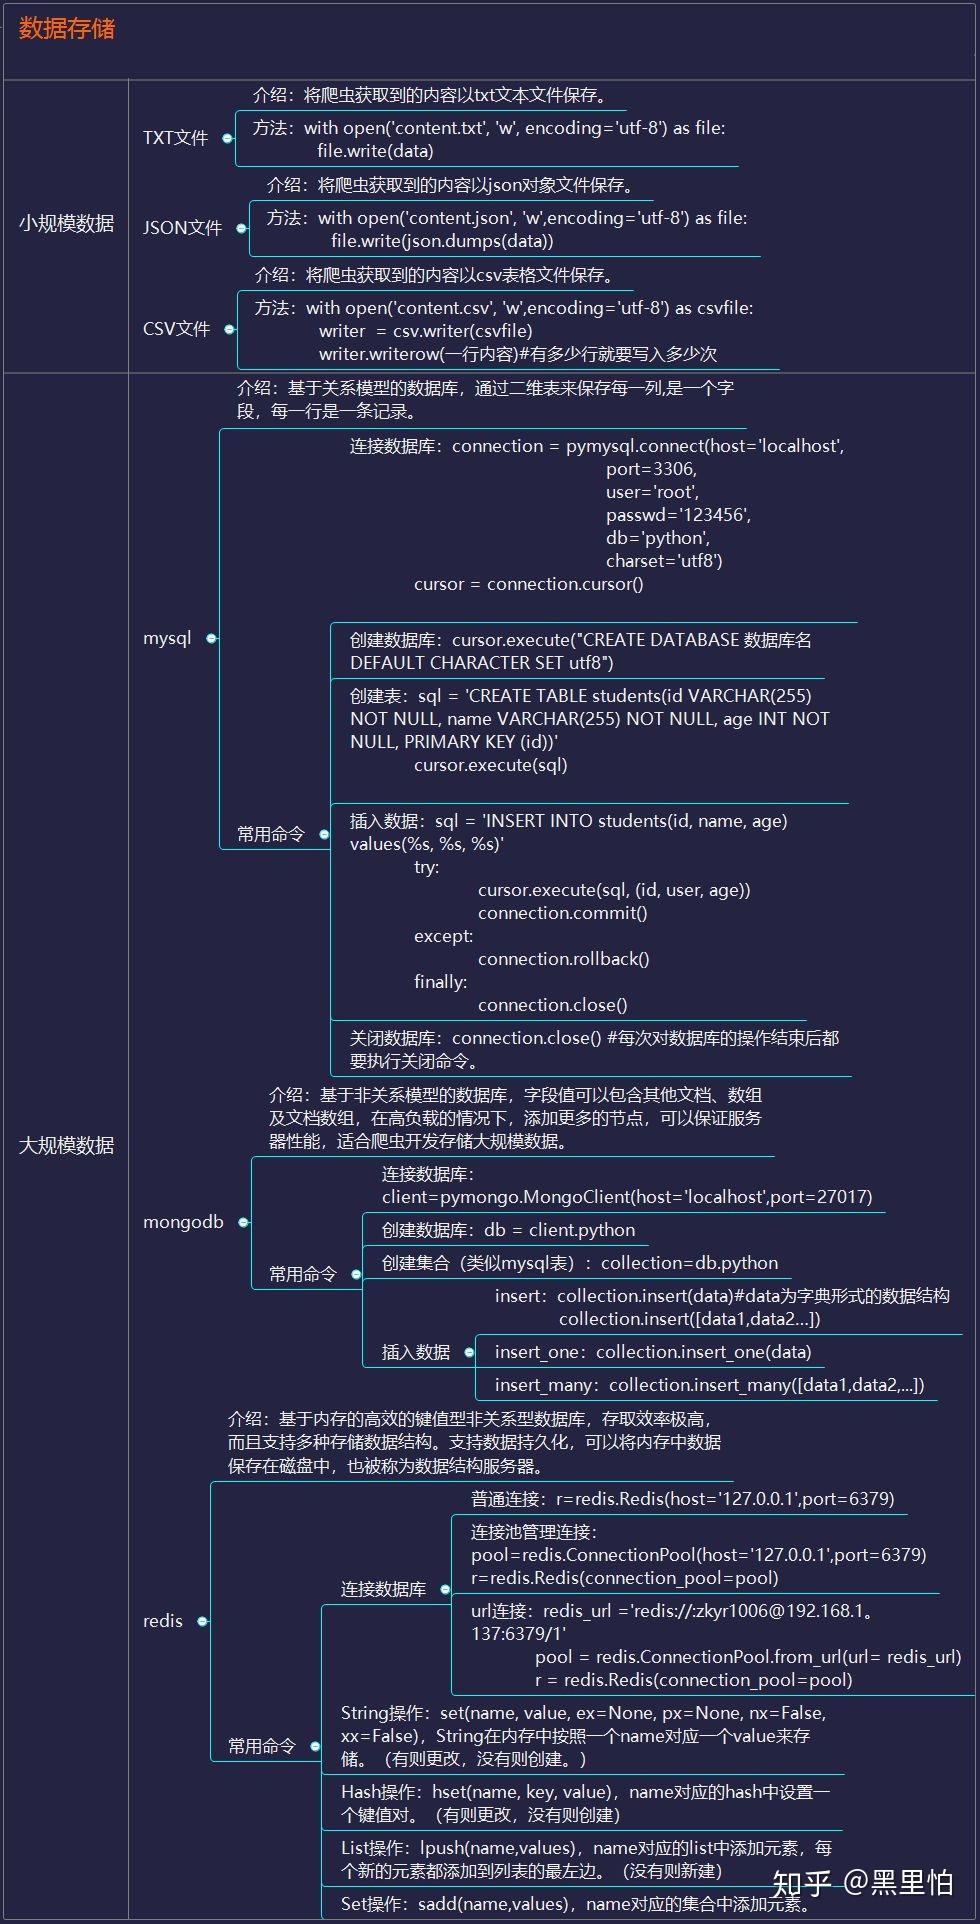 数据存储
小规模数据
TXT文件
介绍：将爬虫获取到的内容以txt文本文件保存。
方法：with open('content.txt', 'w', encoding='utf-8') as file:
file.write(data)
JSON文件
介绍：将爬虫获取到的内容以json对象文件保存。
方法：with open('content.json', 'w',encoding='utf-8') as file:
file.write(json.dumps(data))
CSV文件
介绍：将爬虫获取到的内容以csv表格文件保存。
方法：with open('content.csv', 'w',encoding='utf-8') as csvfile:
writer = csv.writer(csvfile)
writer.writerow(一行内容)#有多少行就要写入多少次
大规模数据
mysql
介绍：基于关系模型的数据库，通过二维表来保存每一列,是一个字
段，每一行是一条记录。
常用命令
连接数据库：connection = pymysql.connect(host='localhost',
port=3306,
user='root',
passwd='123456',
db='python',
charset='utf8')
cursor = connection.cursor()
创建数据库：cursor.execute("CREATE DATABASE 数据库名
DEFAULT CHARACTER SET utf8")
创建表：sql = 'CREATE TABLE students(id VARCHAR(255)
NOT NULL, name VARCHAR(255) NOT NULL, age INT NOT
NULL, PRIMARY KEY (id))'
cursor.execute(sql)
插入数据：sql = 'INSERT INTO students(id, name, age)
values(%s, %s, %s)'
try:
cursor.execute(sql, (id, user, age))
connection.commit()
except:
connection.rollback()
finally:
connection.close()
关闭数据库：connection.close() #每次对数据库的操作结束后都
要执行关闭命令。
mongodb
介绍：基于非关系模型的数据库，字段值可以包含其他文档、数组
及文档数组，在高负载的情况下，添加更多的节点，可以保证服务
器性能，适合爬虫开发存储大规模数据。
常用命令
连接数据库：
client=pymongo.MongoClient(host='localhost',port=27017)
创建数据库：db = client.python
创建集合（类似mysql表）：collection=db.python
插入数据
insert：collection.insert(data)#data为字典形式的数据结构
collection.insert([data1,data2...])
insert_one：collection.insert_one(data)
insert_many：collection.insert_many([data1,data2,...])
redis
介绍：基于内存的高效的键值型非关系型数据库，存取效率极高，
而且支持多种存储数据结构。支持数据持久化，可以将内存中数据
保存在磁盘中，也被称为数据结构服务器。
常用命令
连接数据库
普通连接：r=redis.Redis(host='127.0.0.1',port=6379)
连接池管理连接：
pool=redis.ConnectionPool(host='127.0.0.1',port=6379)
r=redis.Redis(connection_pool=pool)
url连接：redis_url ='redis://:zkyr1006@192.168.1。
137:6379/1'
pool = redis.ConnectionPool.from_url(url= redis_url)
r = redis.Redis(connection_pool=pool)
String操作：set(name, value, ex=None, px=None, nx=False,
xx=False)，String在内存中按照一个name对应一个value来存
储。（有则更改，没有则创建。）
Hash操作：hset(name, key, value)，name对应的hash中设置一
个键值对。（有则更改，没有则创建）
List操作：lpush(name,values)，name对应的list中添加元素，每
个新的元素都添加到列表的最左边。（没有则新建）
Set操作：sadd(name,values)，name对应的集合中添加元素。
知乎 @黑里怕